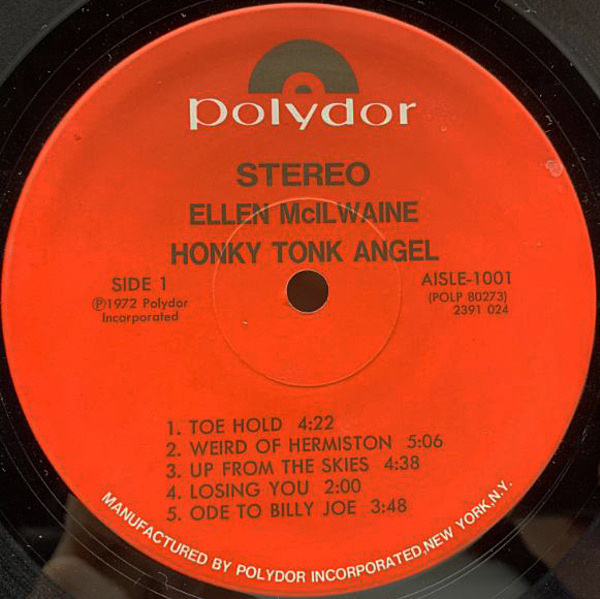 polydor
STEREO
ELLEN McILWAINE
HONKY TONK ANGEL
SIDE 1
℗1972 Polydor
Incorporated
AISLE-1001
(POLP 80273)
2391 024
1. TOE HOLD 4:22
2. WEIRD OF HERMISTON 5:06
3. UP FROM THE SKIES 4:38
4. LOSING YOU 2:00
5. ODE TO BILLY JOE 3:48
MANUFACTURED BY POLYDOR INCORPORATED, NEW YORK, N.Y.